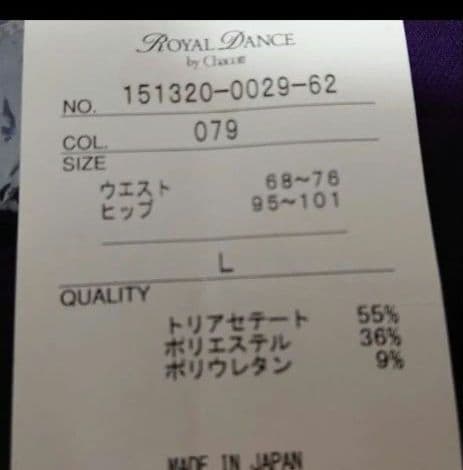 ROYAL DANCE
by Chacott
NO. 151320-0029-62
COL. 079
SIZE
ウエスト 68〜76
ヒップ 95〜101
L
QUALITY
トリアセテート 55%
ポリエステル 36%
ポリウレタン 9%
MADE IN JAPAN